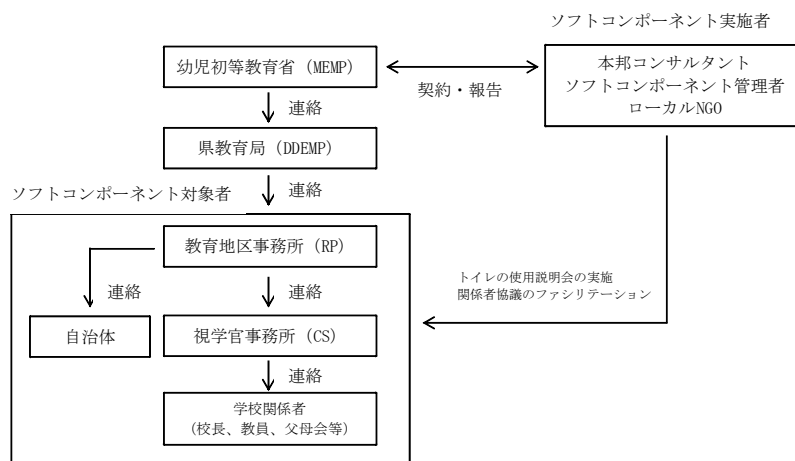 ソフトコンポーネント実施者
幼児初等教育省 (MEMP)
本邦コンサルタント
ソフトコンポーネント管理者
ローカルNGO
契約・報告
連絡
県教育局 (DDEMP)
ソフトコンポーネント対象者
連絡
教育地区事務所 (RP)
トイレの使用説明会の実施
関係者協議のファシリテーション
連絡
連絡
自治体
視学官事務所 (CS)
連絡
学校関係者
(校長、教員、父母会等)